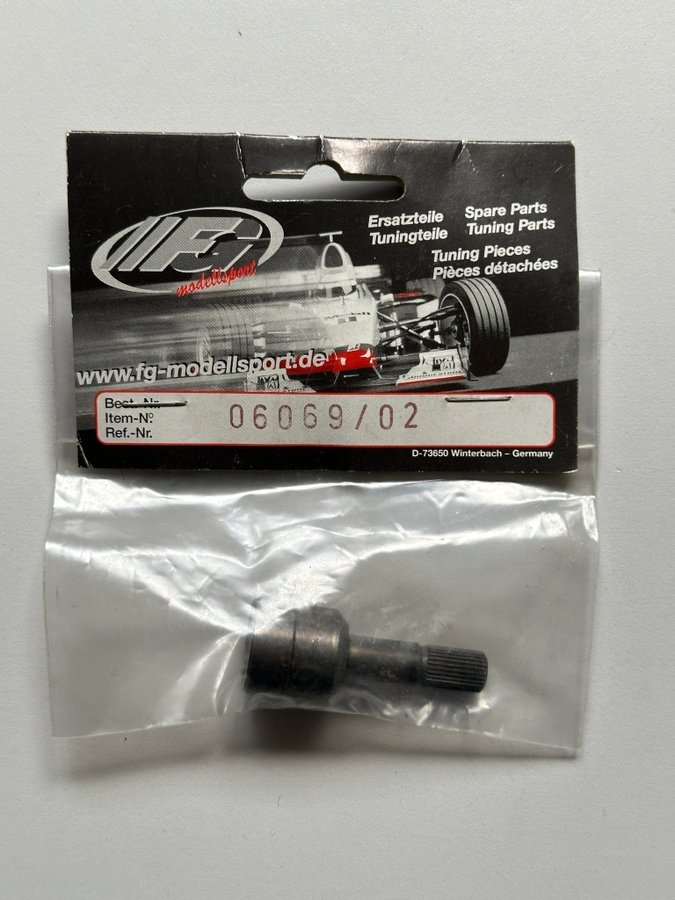 FG
modellsport
Ersatzteile Spare Parts
Tuningteile Tuning Parts
Tuning Pieces
Pièces détachées
www.fg-modellsport.de
Best.-Nr.
Item-Nº.
Ref.-Nr.
06069/02
D-73650 Winterbach – Germany